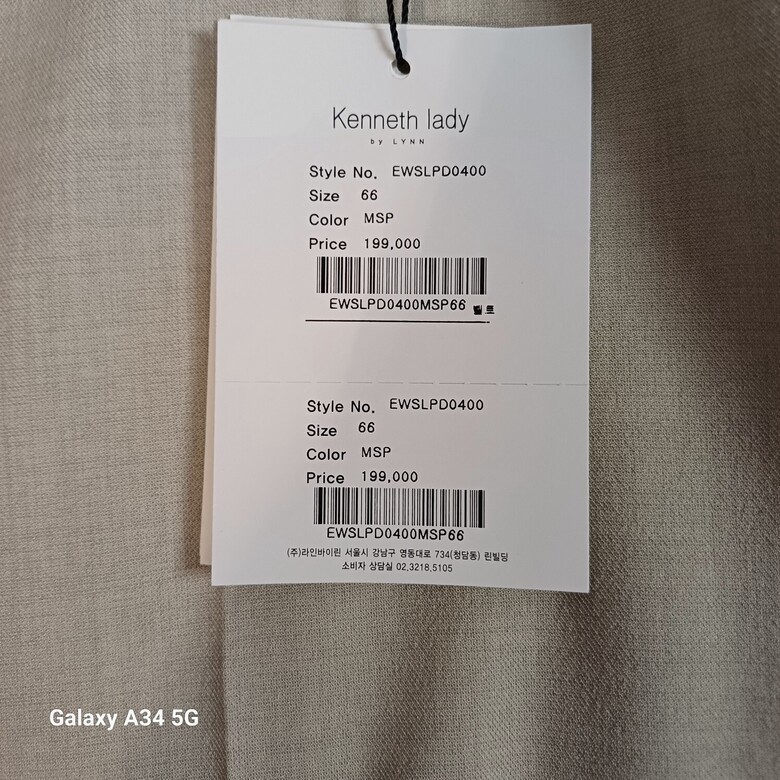 Kenneth lady
by LYNN
Style No. EWSLPD0400
Size 66
Color MSP
Price 199,000
EWSLPD0400MSP66 벨트
Style No. EWSLPD0400
Size 66
Color MSP
Price 199,000
EWSLPD0400MSP66
(주)라인바이린 서울시 강남구 영동대로 734(청담동) 린빌딩
소비자 상담실 02,3218,5105
Galaxy A34 5G